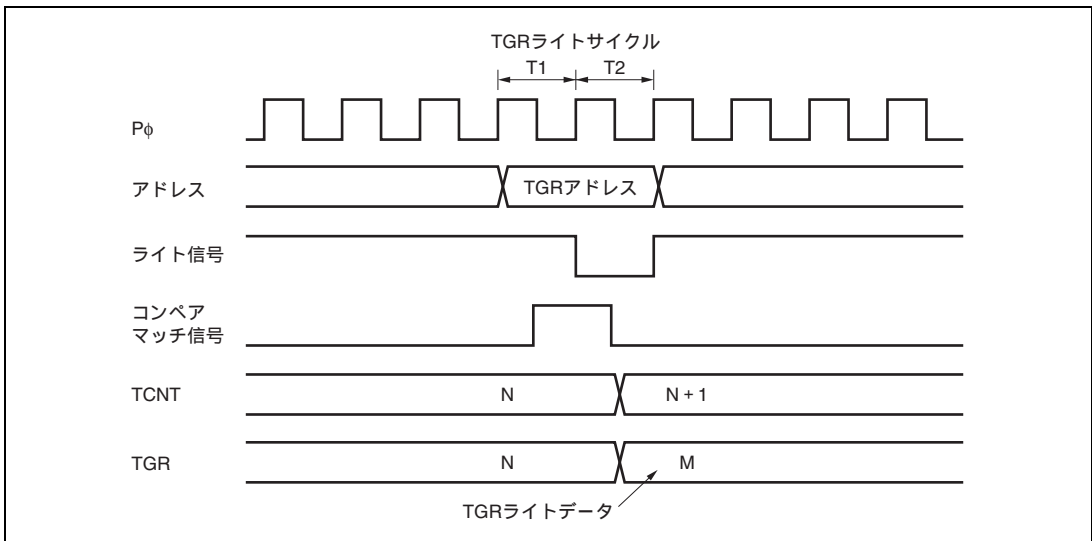 TGRライトサイクル
T1 T2
Pφ
アドレス TGRアドレス
ライト信号
コンペア
マッチ信号
TCNT N N + 1
TGR N M
TGRライトデータ